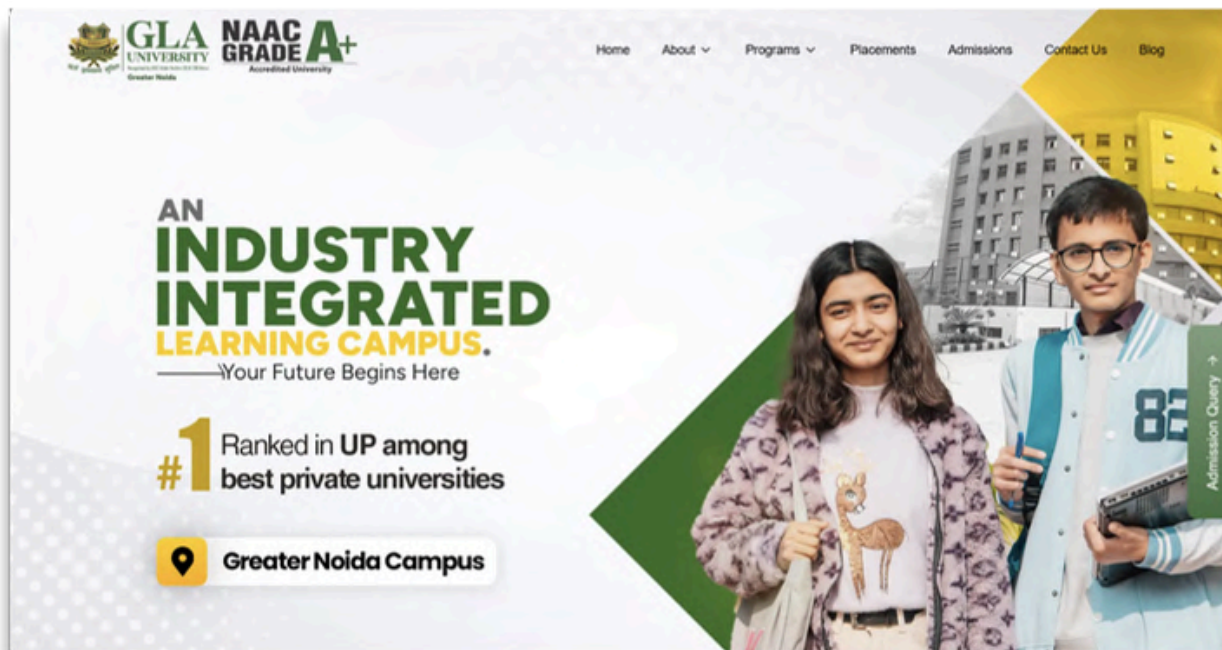 GLA
UNIVERSITY
Greater Noida
NAAC
GRADE A+
Accredited University
Home
About
Programs
Placements
Admissions
Contact Us
Blog
AN
INDUSTRY
INTEGRATED
LEARNING CAMPUS.
Your Future Begins Here
#1 Ranked in UP among
best private universities
Greater Noida Campus
82
Admission Query →